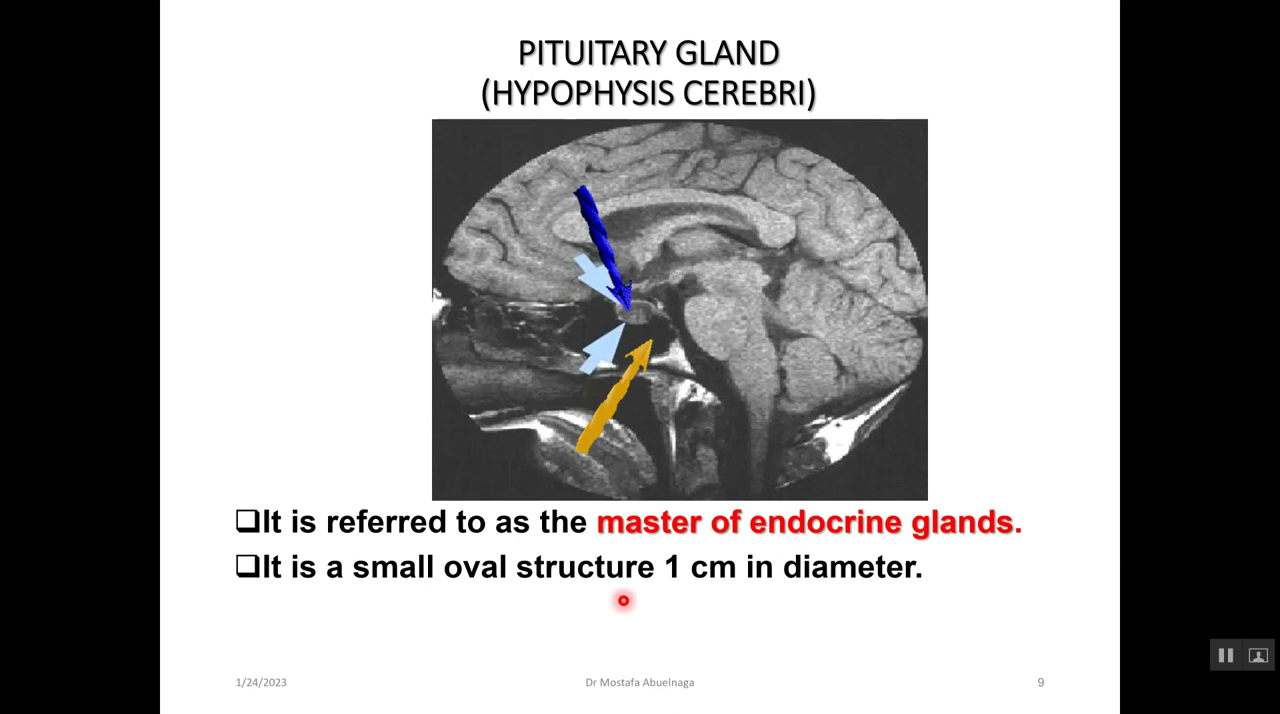 PITUITARY GLAND
(HYPOPHYSIS CEREBRI)
❑It is referred to as the master of endocrine glands.
❑It is a small oval structure 1 cm in diameter.
1/24/2023
Dr Mostafa Abuelnaga
9